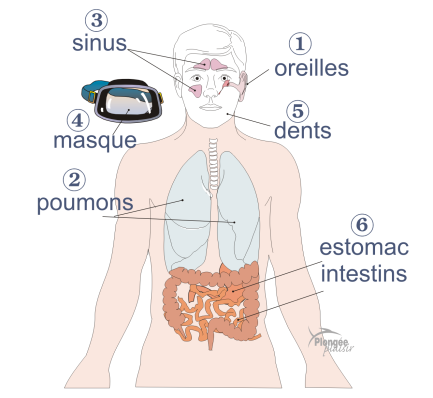 ③
sinus
①
oreilles
④
masque
⑤
dents
②
poumons
⑥
estomac
intestins
Plongée
plaisir